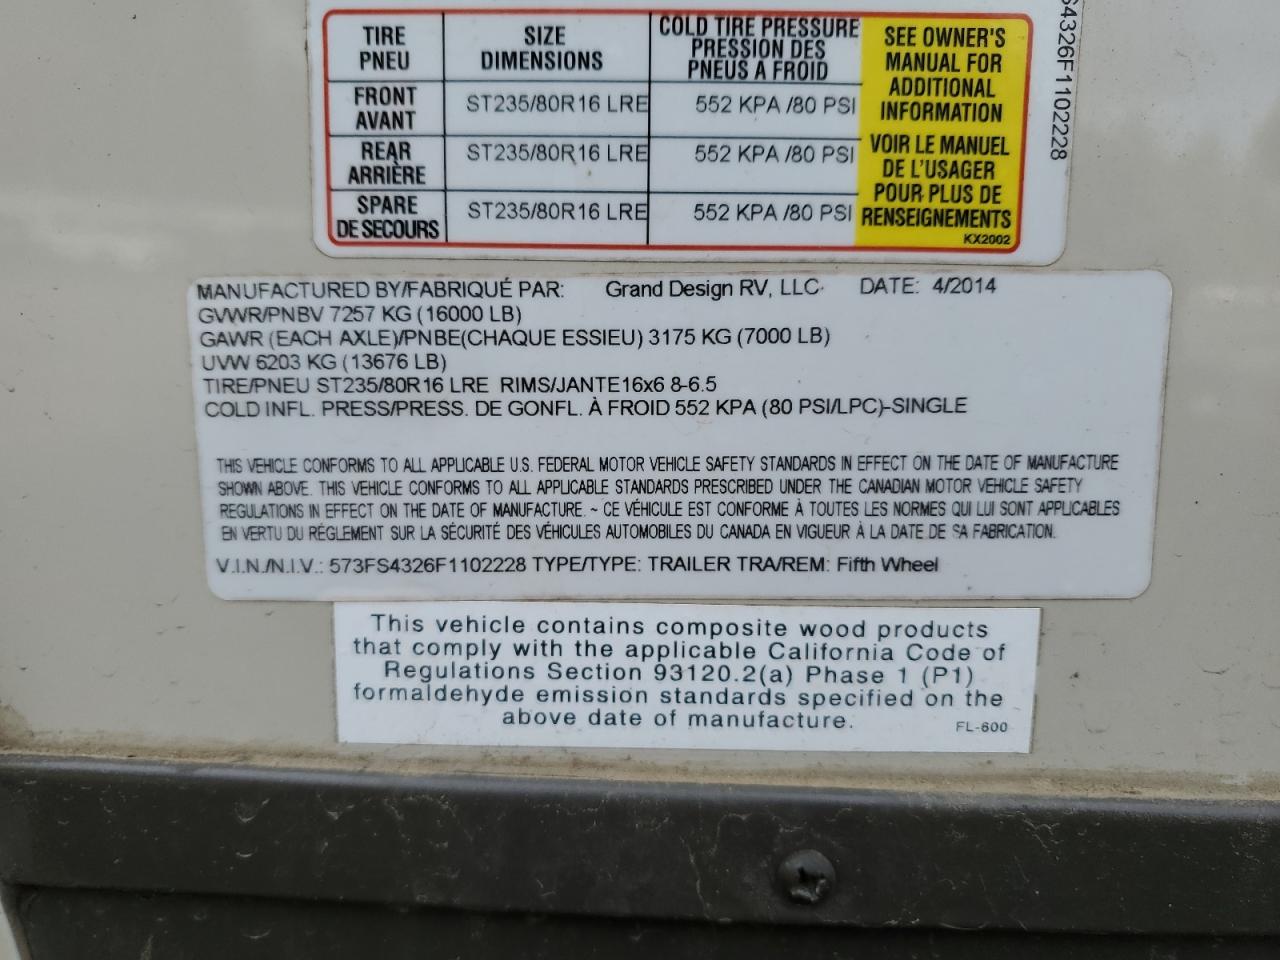 TIRE
PNEU
SIZE
DIMENSIONS
COLD TIRE PRESSURE
PRESSION DES
PNEUS A FROID
FRONT
AVANT
ST235/80R16 LRE
552 KPA /80 PSI
REAR
ARRIÈRE
ST235/80R16 LRE
552 KPA /80 PSI
SPARE
DE SECOURS
ST235/80R16 LRE
552 KPA /80 PSI
SEE OWNER'S
MANUAL FOR
ADDITIONAL
INFORMATION
VOIR LE MANUEL
DE L'USAGER
POUR PLUS DE
RENSEIGNEMENTS
KX2002
S4326F1102228
MANUFACTURED BY/FABRIQUÉ PAR: Grand Design RV, LLC DATE: 4/2014
GVWR/PNBV 7257 KG (16000 LB)
GAWR (EACH AXLE)/PNBE(CHAQUE ESSIEU) 3175 KG (7000 LB)
UVW 6203 KG (13676 LB)
TIRE/PNEU ST235/80R16 LRE RIMS/JANTE16x6 8-6.5
COLD INFL. PRESS/PRESS. DE GONFL. À FROID 552 KPA (80 PSI/LPC)-SINGLE
THIS VEHICLE CONFORMS TO ALL APPLICABLE U.S. FEDERAL MOTOR VEHICLE SAFETY STANDARDS IN EFFECT ON THE DATE OF MANUFACTURE
SHOWN ABOVE. THIS VEHICLE CONFORMS TO ALL APPLICABLE STANDARDS PRESCRIBED UNDER THE CANADIAN MOTOR VEHICLE SAFETY
REGULATIONS IN EFFECT ON THE DATE OF MANUFACTURE. ~ CE VÉHICULE EST CONFORME À TOUTES LES NORMES QUI LUI SONT APPLICABLES
EN VERTU DU RÉGLEMENT SUR LA SÉCURITÉ DES VÉHICULES AUTOMOBILES DU CANADA EN VIGUEUR À LA DATE DE SA FABRICATION.
V.I.N./N.I.V.: 573FS4326F1102228 TYPE/TYPE: TRAILER TRA/REM: Fifth Wheel
This vehicle contains composite wood products
that comply with the applicable California Code of
Regulations Section 93120.2(a) Phase 1 (P1)
formaldehyde emission standards specified on the
above date of manufacture.
FL-600